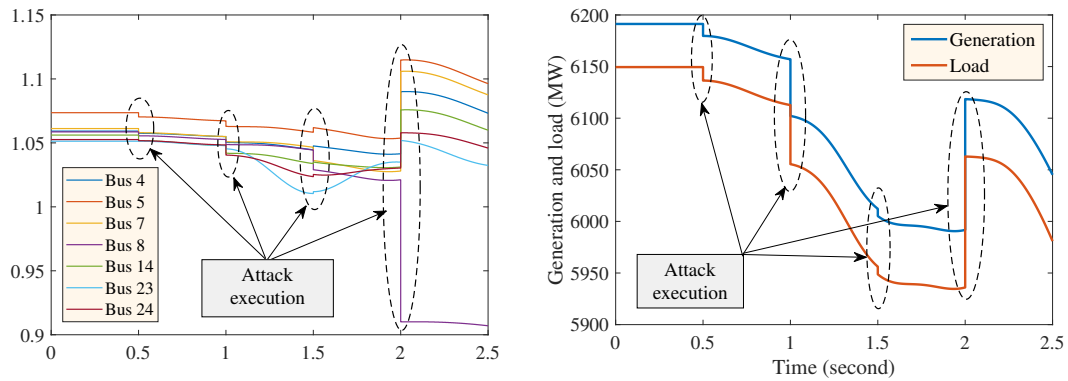 1.15
1.1
1.05
1
0.95
0.9
0
0.5
1
1.5
2
2.5
Bus 4
Bus 5
Bus 7
Bus 8
Bus 14
Bus 23
Bus 24
Attack
execution
Generation and load (MW)
6200
6150
6100
6050
6000
5950
5900
0
0.5
1
1.5
2
2.5
Time (second)
Generation
Load
Attack
execution